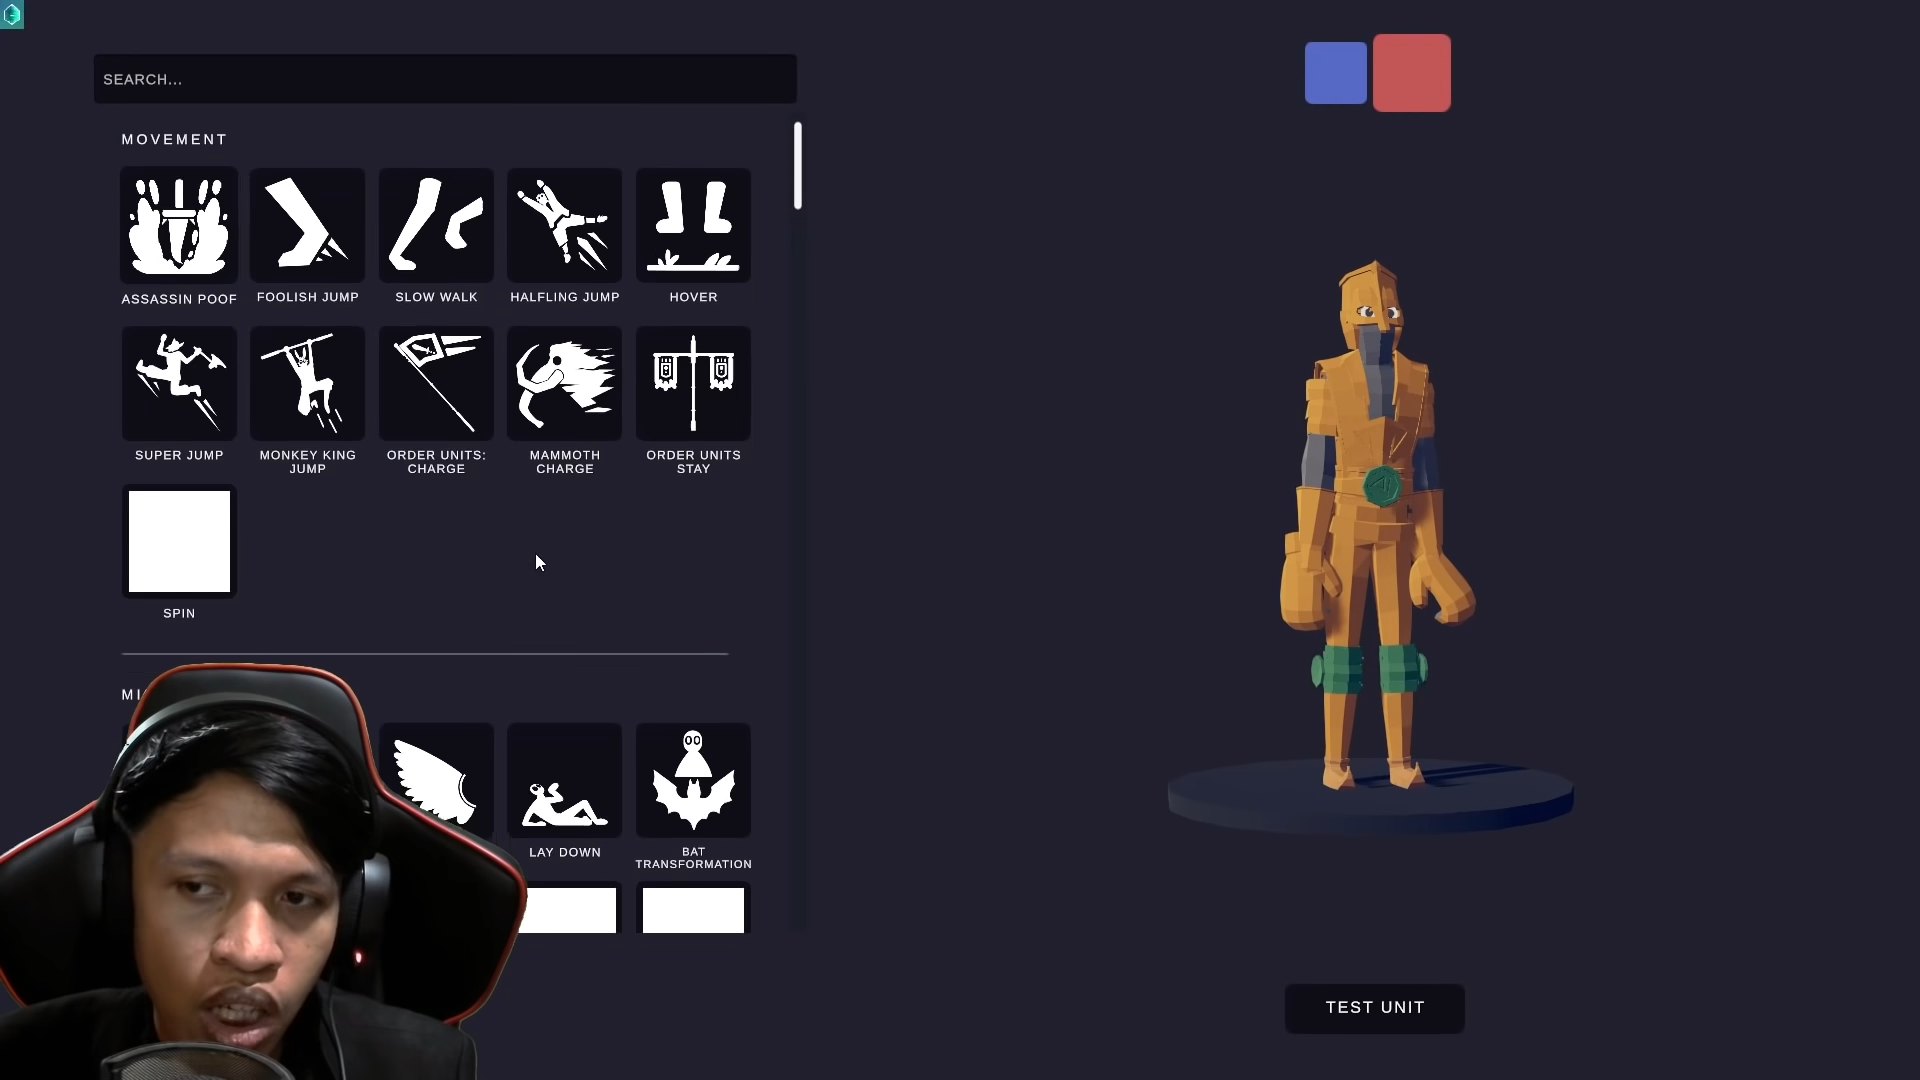 SEARCH...
MOVEMENT
ASSASSIN POOF
FOOLISH JUMP
SLOW WALK
HALFLING JUMP
HOVER
SUPER JUMP
MONKEY KING
JUMP
ORDER UNITS:
CHARGE
MAMMOTH
CHARGE
ORDER UNITS
STAY
SPIN
LAY DOWN
BAT
TRANSFORMATION
TEST UNIT